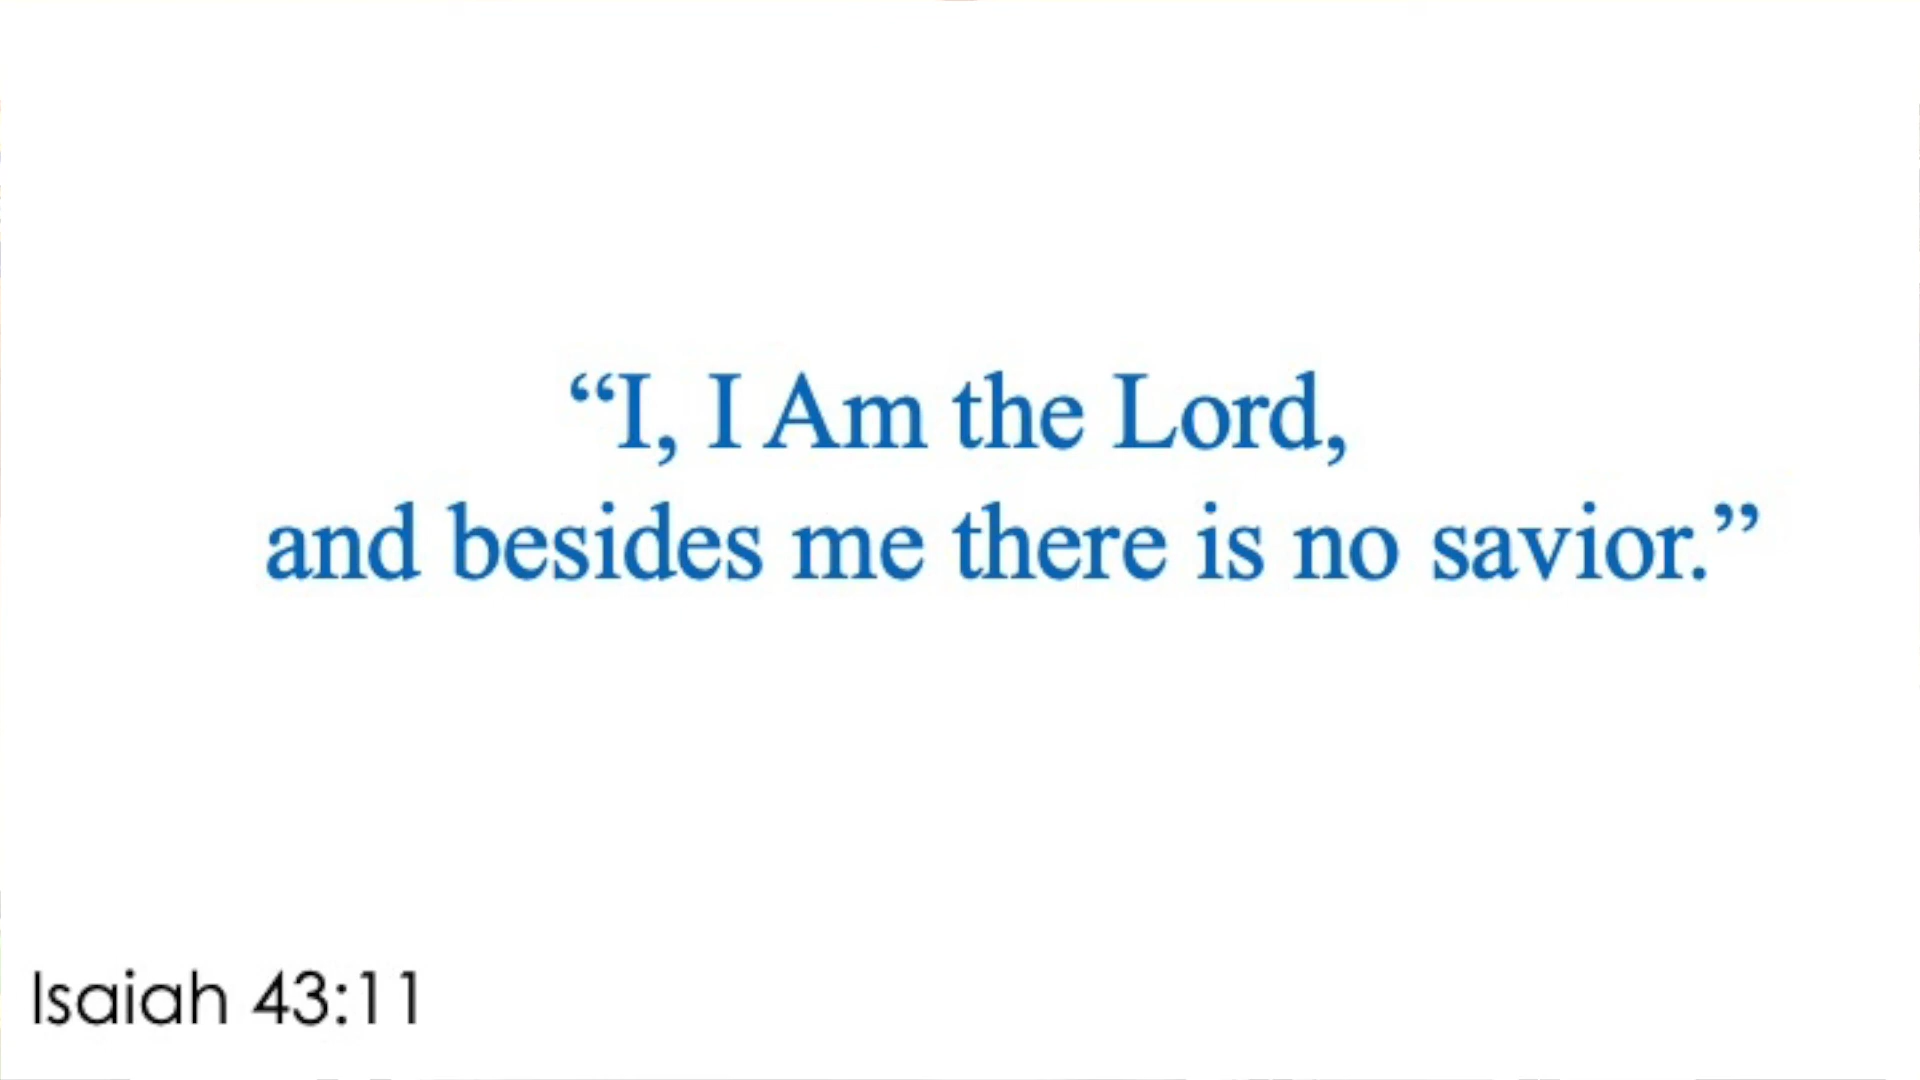 “I, I Am the Lord,
and besides me there is no savior.”
Isaiah 43:11